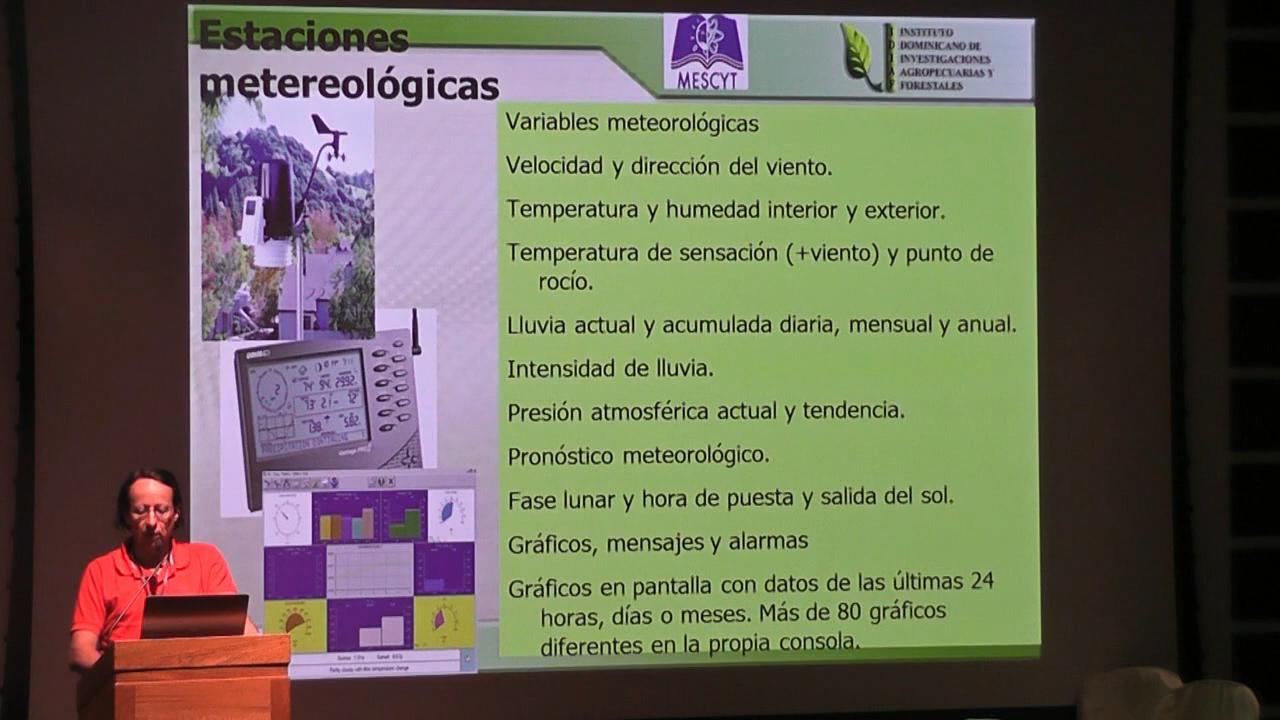 Estaciones
metereológicas
MESCYT
INSTITUTO
DOMINICANO DE
INVESTIGACIONES
AGROPECUARIAS Y
FORESTALES
Variables meteorológicas
Velocidad y dirección del viento.
Temperatura y humedad interior y exterior.
Temperatura de sensación (+viento) y punto de
rocío.
Lluvia actual y acumulada diaria, mensual y anual.
Intensidad de lluvia.
Presión atmosférica actual y tendencia.
Pronóstico meteorológico.
Fase lunar y hora de puesta y salida del sol.
Gráficos, mensajes y alarmas
Gráficos en pantalla con datos de las últimas 24
horas, días o meses. Más de 80 gráficos
diferentes en la propia consola.